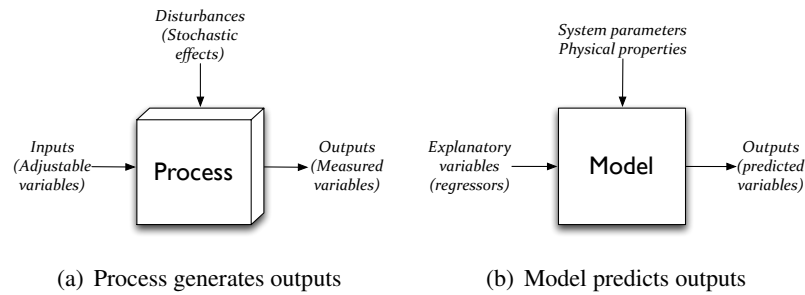 Disturbances
(Stochastic
effects)
Inputs
(Adjustable
variables)
Process
Outputs
(Measured
variables)
(a) Process generates outputs
System parameters
Physical properties
Explanatory
variables
(regressors)
Model
Outputs
(predicted
variables)
(b) Model predicts outputs